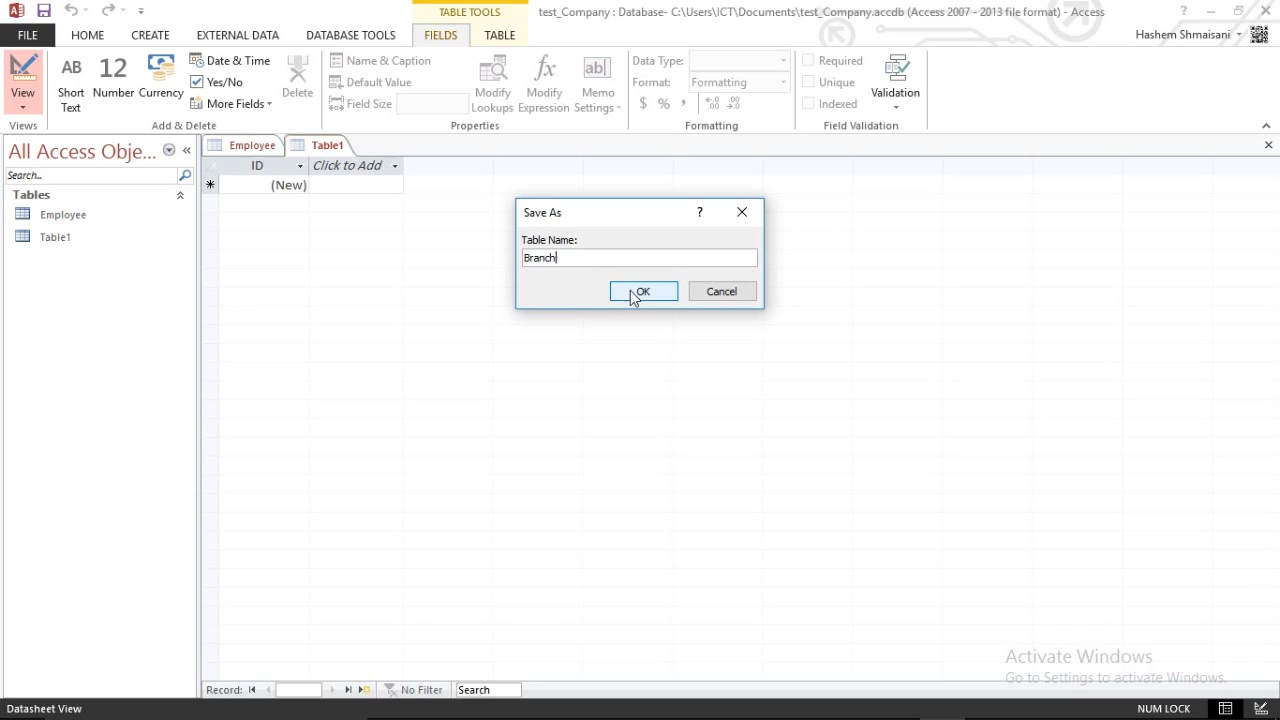 TABLE TOOLS
test_Company : Database- C:\Users\ICT\Documents\test_Company.accdb (Access 2007 - 2013 file format) - Access
FILE HOME CREATE EXTERNAL DATA DATABASE TOOLS FIELDS TABLE
Hashem Shmaisani
View
Views
AB
Short
Text
12
Number
Currency
Date & Time
Yes/No
More Fields
Delete
Add & Delete
Name & Caption
Default Value
Field Size
Modify
Lookups
fx
Modify
Expression
ab
Memo
Settings
Properties
Data Type:
Format: Formatting
$ % , .00 .00
Formatting
Required
Unique
Indexed
Validation
Field Validation
All Access Obje...
Search...
Tables
Employee
Table1
Employee Table1
ID Click to Add
(New)
Save As
Table Name:
Branch
OK Cancel
Activate Windows
Go to Settings to activate Windows.
Record: No Filter Search
Datasheet View NUM LOCK